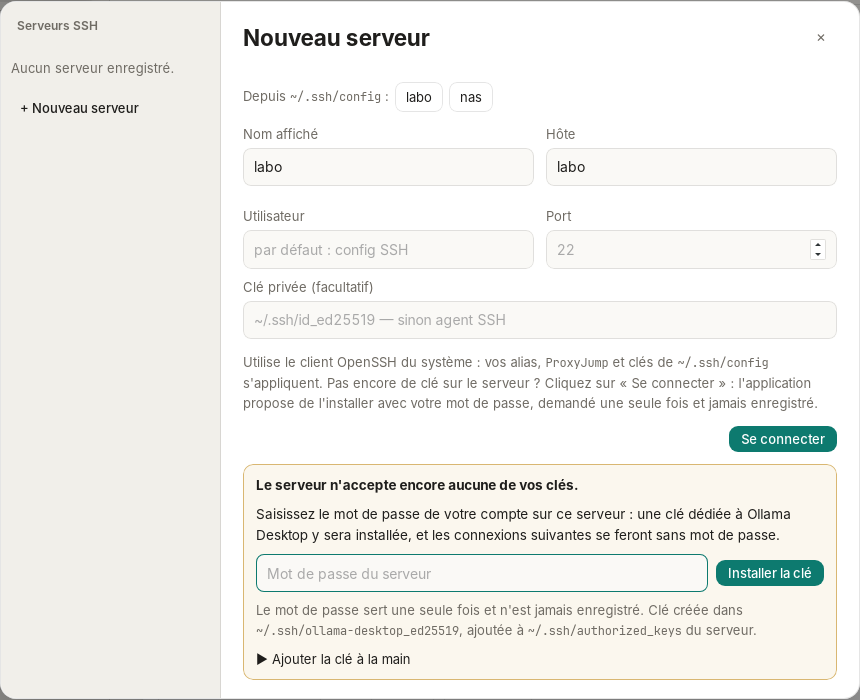 Serveurs SSH
Aucun serveur enregistré.
+ Nouveau serveur
Nouveau serveur
×
Depuis ~/.ssh/config : labo nas
Nom affiché Hôte
labo labo
Utilisateur Port
par défaut : config SSH 22
Clé privée (facultatif)
~/.ssh/id_ed25519 — sinon agent SSH
Utilise le client OpenSSH du système : vos alias, ProxyJump et clés de ~/.ssh/config
s'appliquent. Pas encore de clé sur le serveur ? Cliquez sur « Se connecter » : l'application
propose de l'installer avec votre mot de passe, demandé une seule fois et jamais enregistré.
Se connecter
Le serveur n'accepte encore aucune de vos clés.
Saisissez le mot de passe de votre compte sur ce serveur : une clé dédiée à Ollama
Desktop y sera installée, et les connexions suivantes se feront sans mot de passe.
Mot de passe du serveur Installer la clé
Le mot de passe sert une seule fois et n'est jamais enregistré. Clé créée dans
~/.ssh/ollama-desktop_ed25519, ajoutée à ~/.ssh/authorized_keys du serveur.
▶ Ajouter la clé à la main